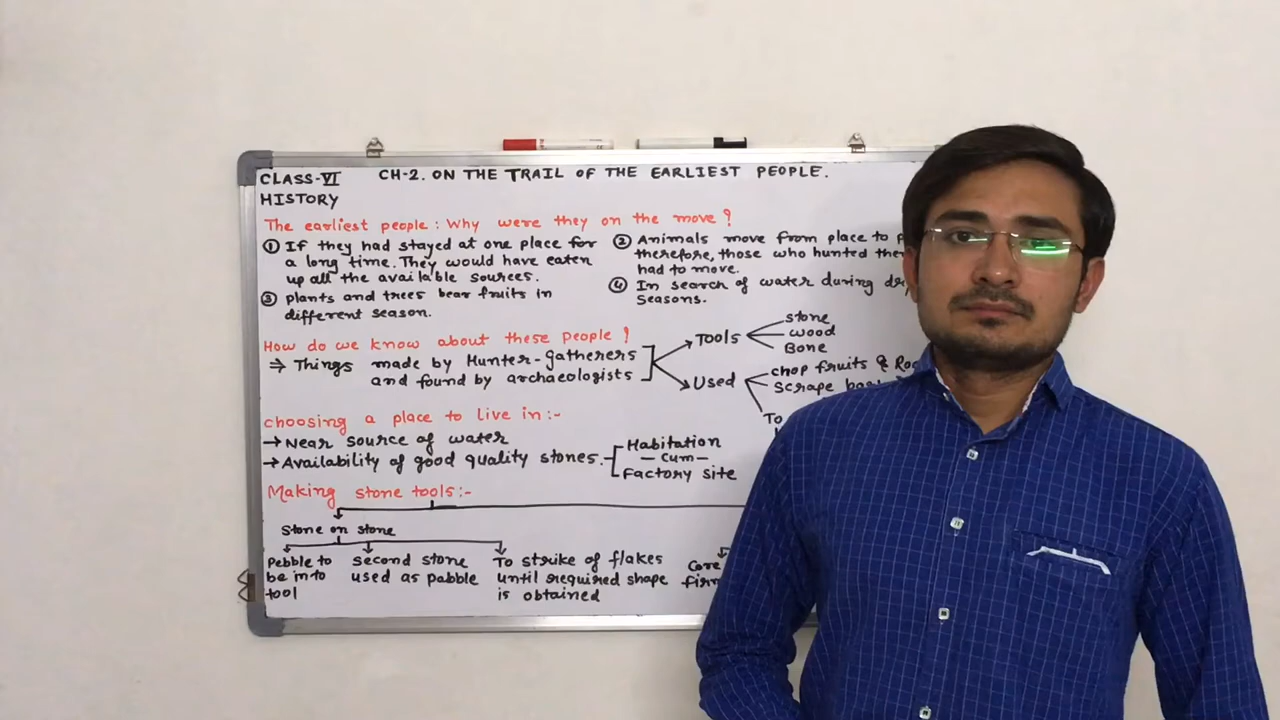 CLASS-VI CH-2. ON THE TRAIL OF THE EARLIEST PEOPLE.
HISTORY
The earliest people: Why were they on the move?
① If they had stayed at one place for
a long time. They would have eaten
up all the available sources.
② Animals move from place to
therefore, those who hunted
had to move.
③ plants and trees bear fruits in
different season.
④ In search of water during
Seasons.
How do we know about these people?
⇒ Things made by Hunter-gatherers
and found by archaeologists
Tools
stone
wood
Bone
Used
chop fruits &
Scrape
To
choosing a place to live in:-
→ Near source of water
→ Availability of good quality stones.
Habitation
— Cum —
Factory site
Making stone tools:-
Stone on stone
Pebble to
be in to
tool
second stone
used as pabble
To strike of flakes
until required shape
is obtained
Core